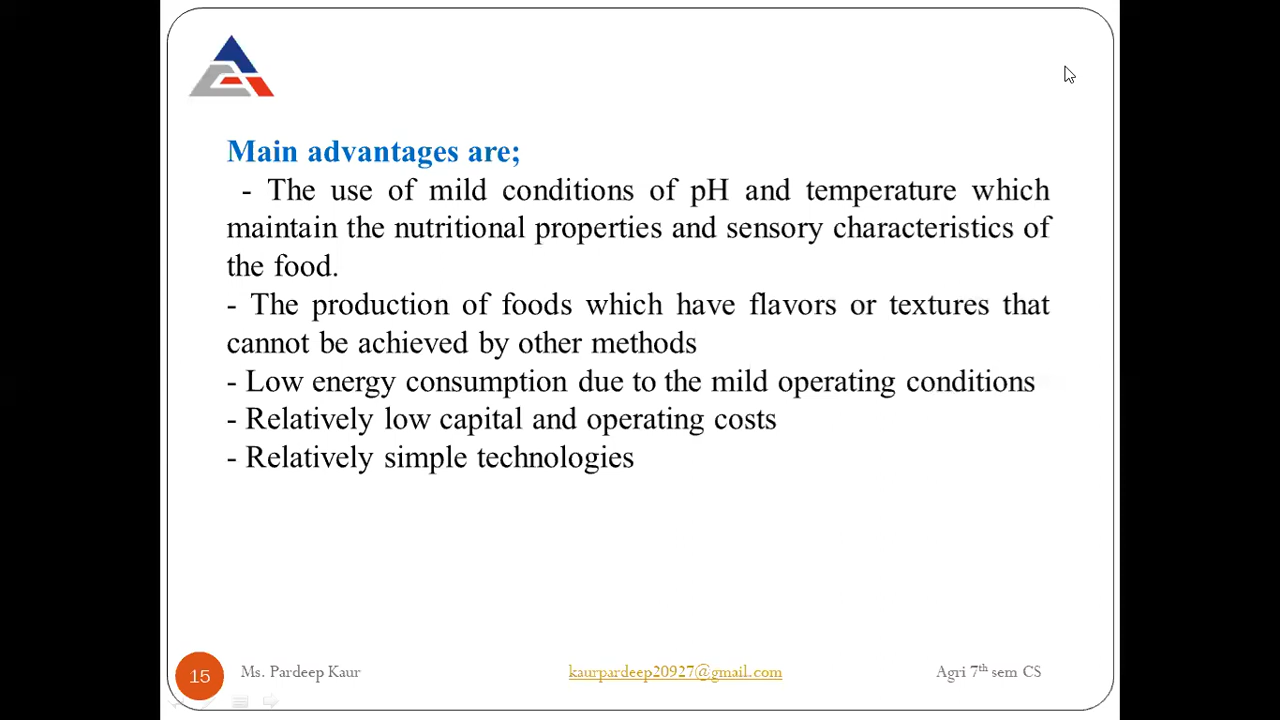 Main advantages are;
- The use of mild conditions of pH and temperature which
maintain the nutritional properties and sensory characteristics of
the food.
- The production of foods which have flavors or textures that
cannot be achieved by other methods
- Low energy consumption due to the mild operating conditions
- Relatively low capital and operating costs
- Relatively simple technologies
15 Ms. Pardeep Kaur kaurpardeep20927@gmail.com Agri 7th sem CS